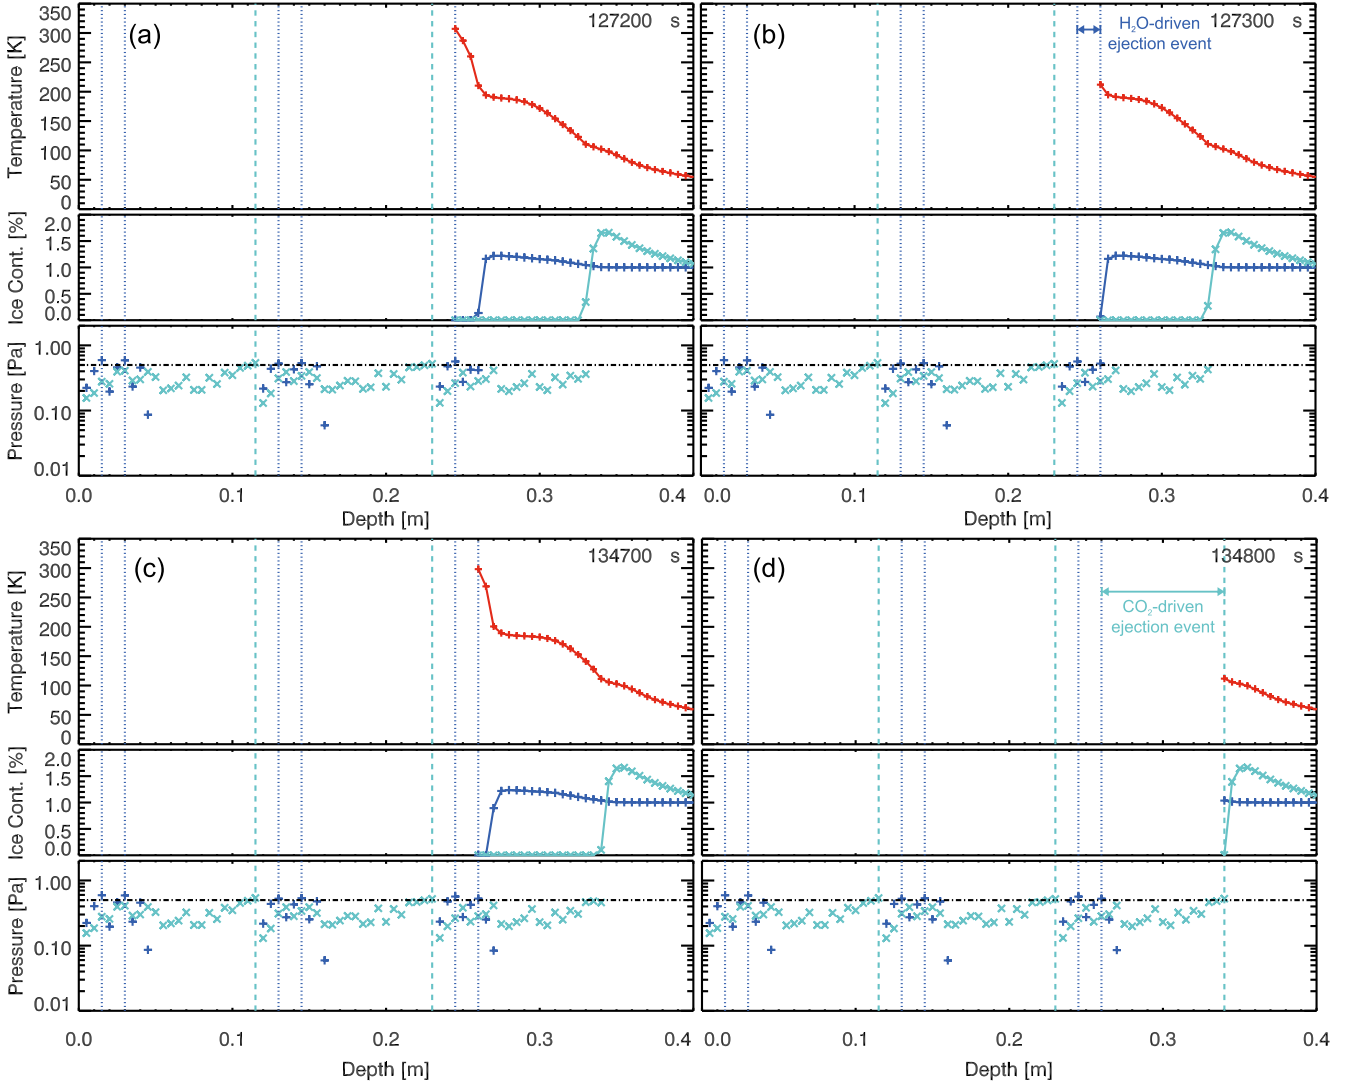 (a)
127200 s
Temperature [K]
350
300
250
200
150
100
50
0
Ice Cont. [%]
2.0
1.5
1.0
0.5
0.0
Pressure [Pa]
1.00
0.10
0.01
0.0 0.1 0.2 0.3 0.4
Depth [m]
(b)
127300 s
H₂O-driven
ejection event
0.0 0.1 0.2 0.3 0.4
Depth [m]
(c)
134700 s
Temperature [K]
350
300
250
200
150
100
50
0
Ice Cont. [%]
2.0
1.5
1.0
0.5
0.0
Pressure [Pa]
1.00
0.10
0.01
0.0 0.1 0.2 0.3 0.4
Depth [m]
(d)
134800 s
CO₂-driven
ejection event
0.0 0.1 0.2 0.3 0.4
Depth [m]